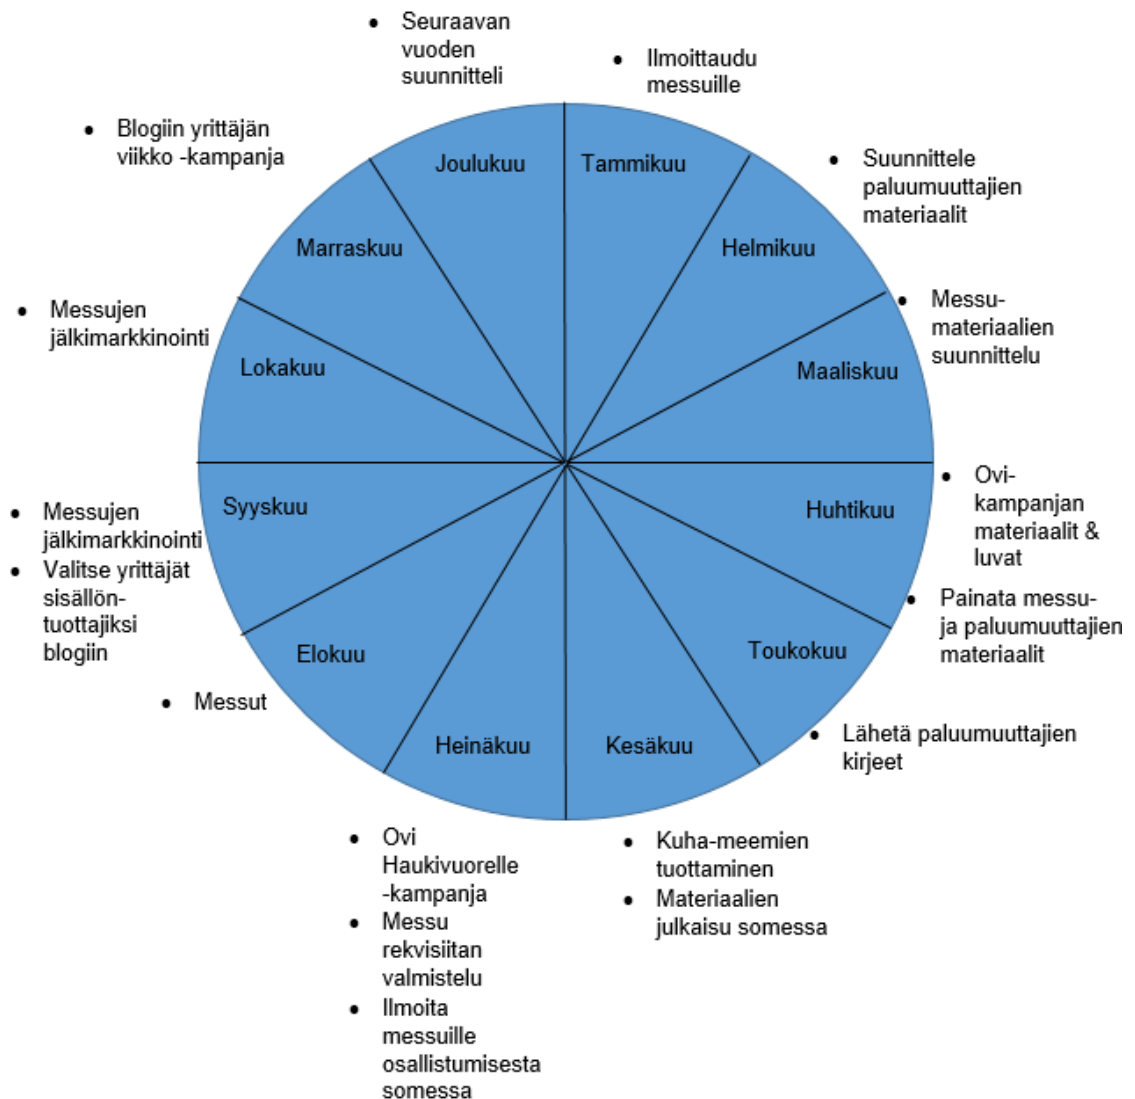 • Seuraavan
vuoden
suunnitteli
• Ilmoittaudu
messuille
• Blogiin yrittäjän
viikko -kampanja
• Suunnittele
paluumuuttajien
materiaalit
Joulukuu
Tammikuu
Marraskuu
Helmikuu
• Messujen
jälkimarkkinointi
• Messu-
materiaalien
suunnittelu
Lokakuu
Maaliskuu
Syyskuu
Huhtikuu
• Ovi-
kampanjan
materiaalit &
luvat
• Messujen
jälkimarkkinointi
• Valitse yrittäjät
sisällön-
tuottajiksi
blogiin
• Painata messu-
ja paluumuuttajien
materiaalit
Elokuu
Toukokuu
• Messut
• Lähetä paluumuuttajien
kirjeet
Heinäkuu
Kesäkuu
• Ovi
Haukivuorelle
-kampanja
• Messu
rekvisiitan
valmistelu
• Ilmoita
messuille
osallistumisesta
somessa
• Kuha-meemien
tuottaminen
• Materiaalien
julkaisu somessa